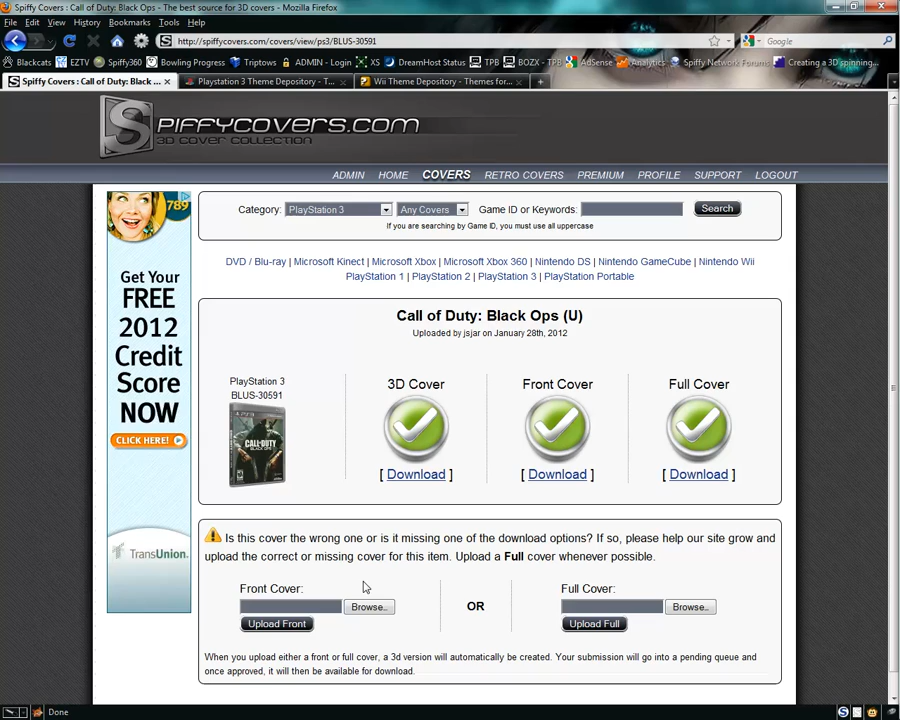 Spiffy Covers : Call of Duty: Black Ops - The best source for 3D covers - Mozilla Firefox
File Edit View History Bookmarks Tools Help
http://spiffycovers.com/covers/view/ps3/BLUS-30591
Google
Blackcats EZTV Spiffy360 Bowling Progress Triptows ADMIN - Login XS DreamHost Status TPB BOZX - TPB AdSense Analytics Spiffy Network Forums Creating a 3D spinning...
Spiffy Covers : Call of Duty: Black ... Playstation 3 Theme Depository - T... Wii Theme Depository - Themes for...
SPIFFYCOVERS.COM
3D COVER COLLECTION
ADMIN HOME COVERS RETRO COVERS PREMIUM PROFILE SUPPORT LOGOUT
789
Get Your
FREE
2012
Credit
Score
NOW
CLICK HERE!
TransUnion.
Category: PlayStation 3 Any Covers Game ID or Keywords: Search
If you are searching by Game ID, you must use all uppercase
DVD / Blu-ray | Microsoft Kinect | Microsoft Xbox | Microsoft Xbox 360 | Nintendo DS | Nintendo GameCube | Nintendo Wii
PlayStation 1 | PlayStation 2 | PlayStation 3 | PlayStation Portable
Call of Duty: Black Ops (U)
Uploaded by jsjar on January 28th, 2012
PlayStation 3
BLUS-30591
CALL·DUTY
BLACK OPS
3D Cover Front Cover Full Cover
[ Download ] [ Download ] [ Download ]
Is this cover the wrong one or is it missing one of the download options? If so, please help our site grow and
upload the correct or missing cover for this item. Upload a Full cover whenever possible.
Front Cover:
Browse..
Upload Front
OR
Full Cover:
Browse..
Upload Full
When you upload either a front or full cover, a 3d version will automatically be created. Your submission will go into a pending queue and
once approved, it will then be available for download.
Done